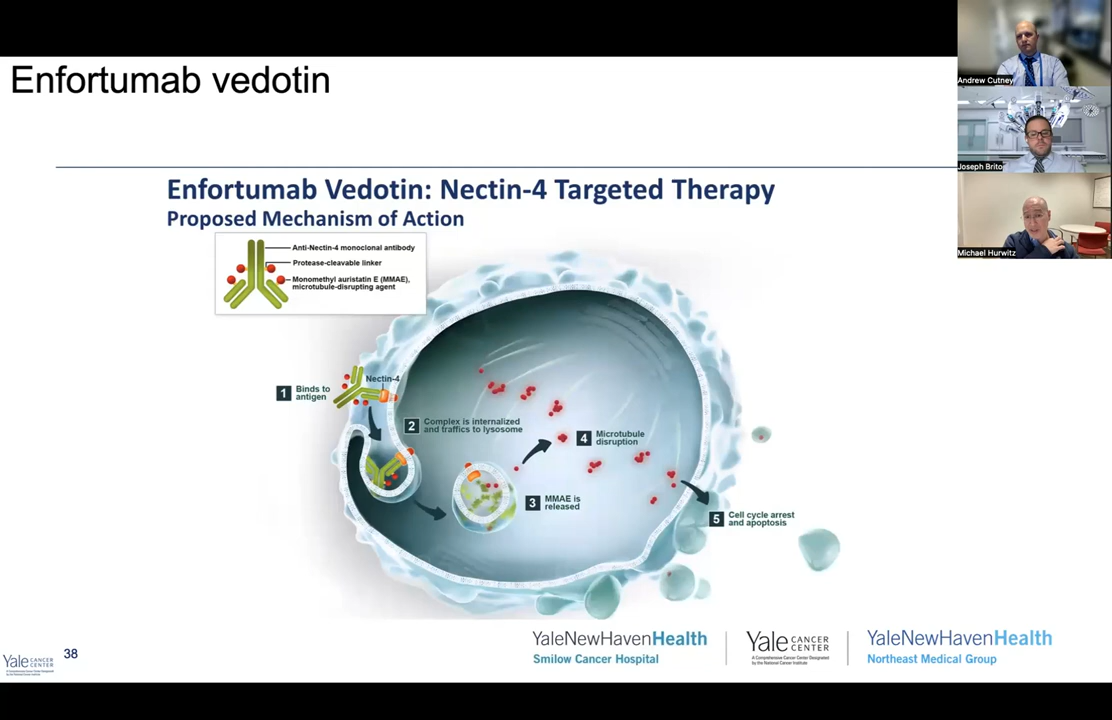 Enfortumab vedotin
Andrew Cutney
Joseph Brito
Michael Hurwitz
Enfortumab Vedotin: Nectin-4 Targeted Therapy
Proposed Mechanism of Action
Anti-Nectin-4 monoclonal antibody
Protease-cleavable linker
Monomethyl auristatin E (MMAE),
microtubule-disrupting agent
Nectin-4
1 Binds to
antigen
2 Complex is internalized
and traffics to lysosome
3 MMAE is
released
4 Microtubule
disruption
5 Cell cycle arrest
and apoptosis
Yale CANCER
CENTER
38
YaleNewHavenHealth
Smilow Cancer Hospital
Yale CANCER
CENTER
A Comprehensive Cancer Center Designated
by the National Cancer Institute
YaleNewHavenHealth
Northeast Medical Group